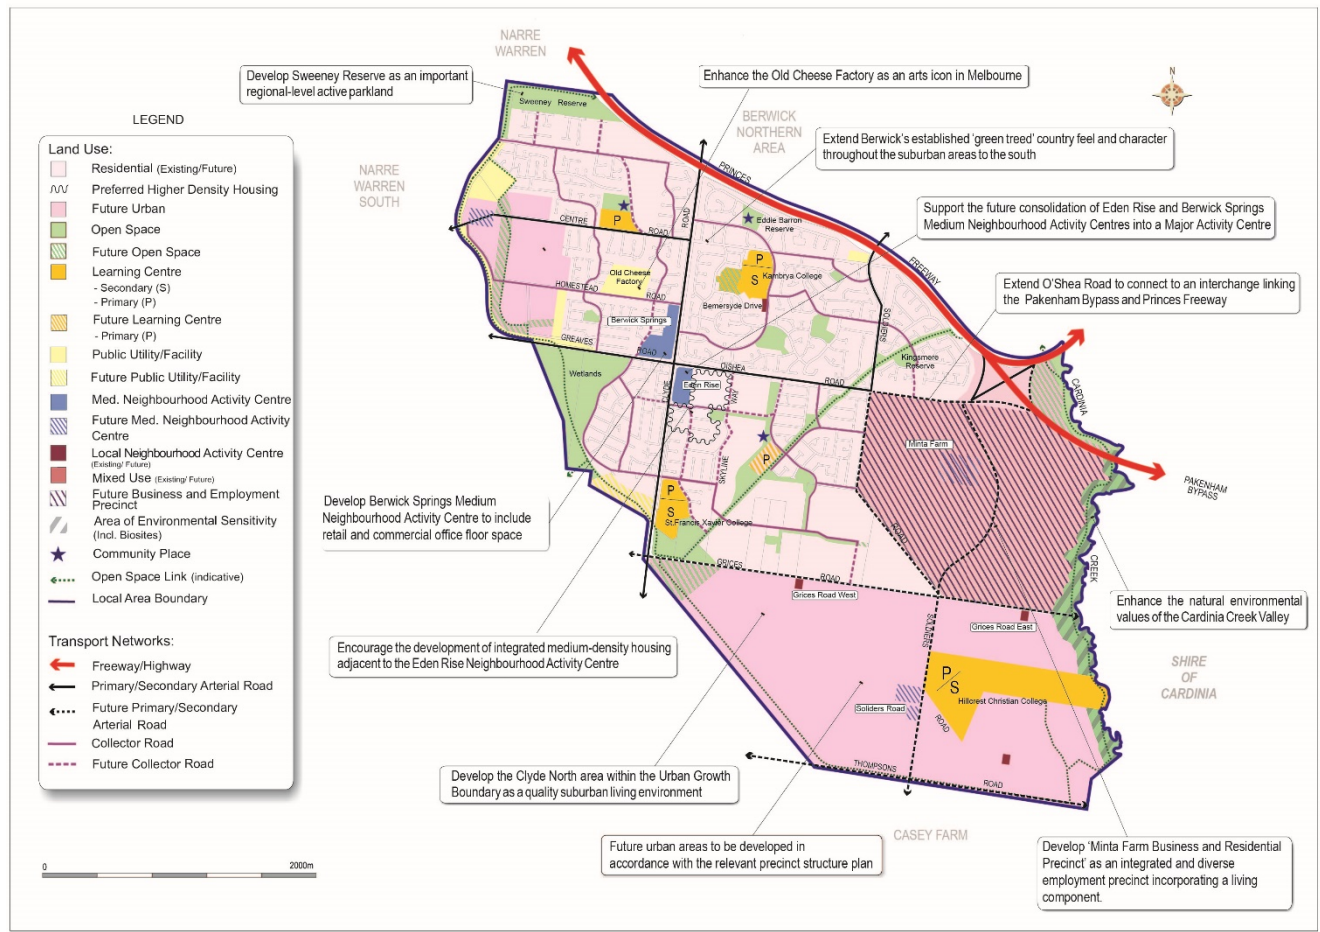 NARRE
WARREN
Develop Sweeney Reserve as an important
regional-level active parkland
Enhance the Old Cheese Factory as an arts icon in Melbourne
N
LEGEND
Land Use:
Residential (Existing/Future)
Preferred Higher Density Housing
Future Urban
Open Space
Future Open Space
Learning Centre
- Secondary (S)
- Primary (P)
Future Learning Centre
- Primary (P)
Public Utility/Facility
Future Public Utility/Facility
Med. Neighbourhood Activity Centre
Future Med. Neighbourhood Activity
Centre
Local Neighbourhood Activity Centre
(Existing/ Future)
Mixed Use (Existing/ Future)
Future Business and Employment
Precinct
Area of Environmental Sensitivity
(Incl. Biosites)
Community Place
Open Space Link (indicative)
Local Area Boundary
Transport Networks:
Freeway/Highway
Primary/Secondary Arterial Road
Future Primary/Secondary
Arterial Road
Collector Road
Future Collector Road
0
2000m
Sweeney Reserve
BERWICK
NORTHERN
AREA
Extend Berwick's established 'green treed' country feel and character
throughout the suburban areas to the south
NARRE
WARREN
SOUTH
PRINCES
FREEWAY
Support the future consolidation of Eden Rise and Berwick Springs
Medium Neighbourhood Activity Centres into a Major Activity Centre
Extend O'Shea Road to connect to an interchange linking
the Pakenham Bypass and Princes Freeway
CENTRE
ROAD
ROAD
P
Eddie Barron
Reserve
P
S
Kambrya College
Old Cheese
Factory
HOMESTEAD
ROAD
Bemersyde Drive
Berwick Springs
SOLDIERS
GREAVES
ROAD
OSHEA
ROAD
Kingsmere
Reserve
Wetlands
CLYDE
Eden Rise
WAY
SKYLINE
CARDINIA
Minta Farm
P
PAKENHAM
BYPASS
P
S
St.Francis Xavier College
Develop Berwick Springs Medium
Neighbourhood Activity Centre to include
retail and commercial office floor space
ROAD
GRICES
ROAD
CREEK
Grices Road West
Grices Road East
Enhance the natural environmental
values of the Cardinia Creek Valley
Encourage the development of integrated medium-density housing
adjacent to the Eden Rise Neighbourhood Activity Centre
SOLDIERS
P
S
Hillcrest Christian College
SHIRE
OF
CARDINIA
Soliders Road
ROAD
Develop the Clyde North area within the Urban Growth
Boundary as a quality suburban living environment
THOMPSONS
ROAD
CASEY FARM
Future urban areas to be developed in
accordance with the relevant precinct structure plan
Develop 'Minta Farm Business and Residential
Precinct' as an integrated and diverse
employment precinct incorporating a living
component.